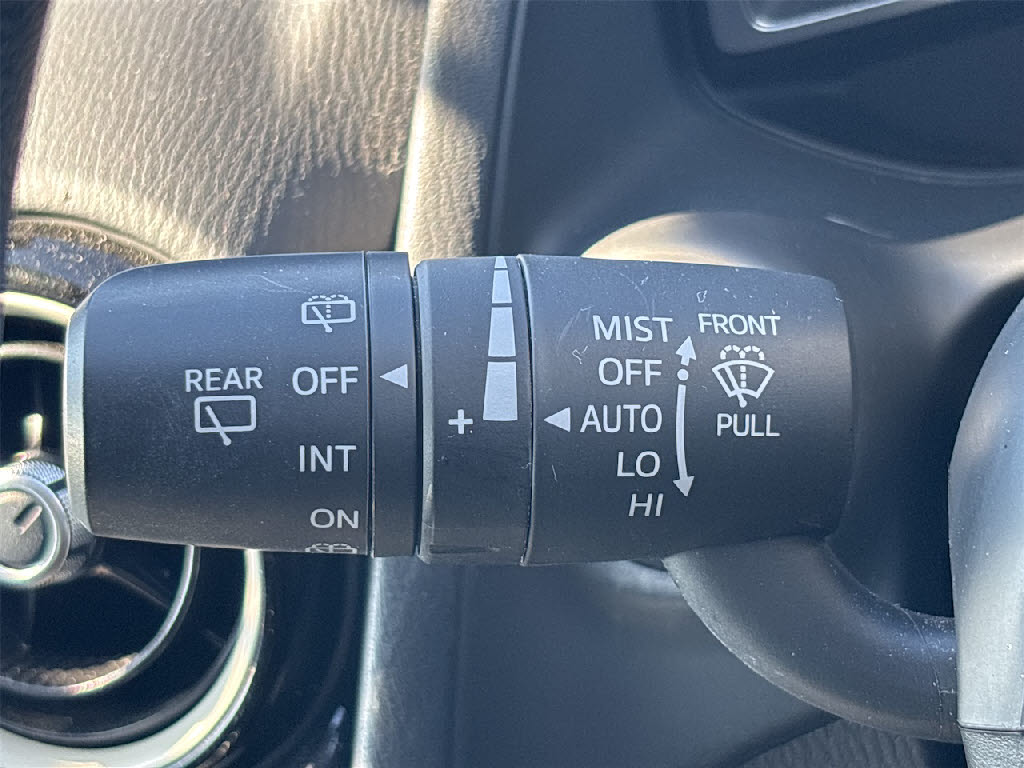 REAR
OFF
INT
ON
+
MIST
OFF
AUTO
LO
HI
FRONT
PULL